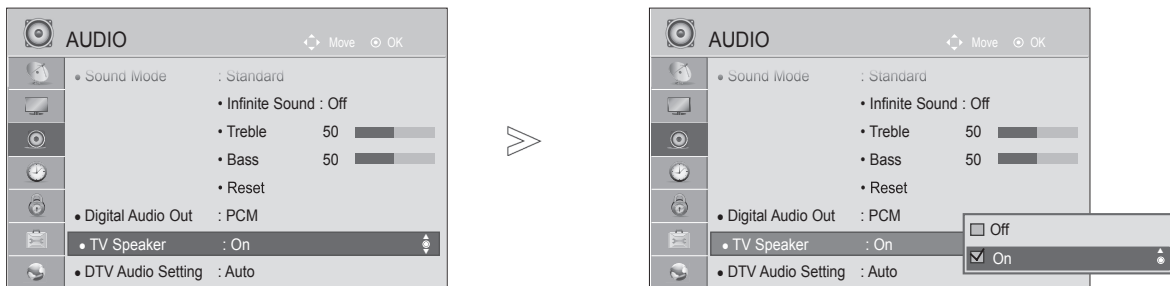 AUDIO
Move ⊙ OK
● Sound Mode : Standard
• Infinite Sound : Off
• Treble 50
• Bass 50
• Reset
● Digital Audio Out : PCM
● TV Speaker : On
● DTV Audio Setting : Auto
AUDIO
Move ⊙ OK
● Sound Mode : Standard
• Infinite Sound : Off
• Treble 50
• Bass 50
• Reset
● Digital Audio Out : PCM
● TV Speaker : On
● DTV Audio Setting : Auto
Off
On